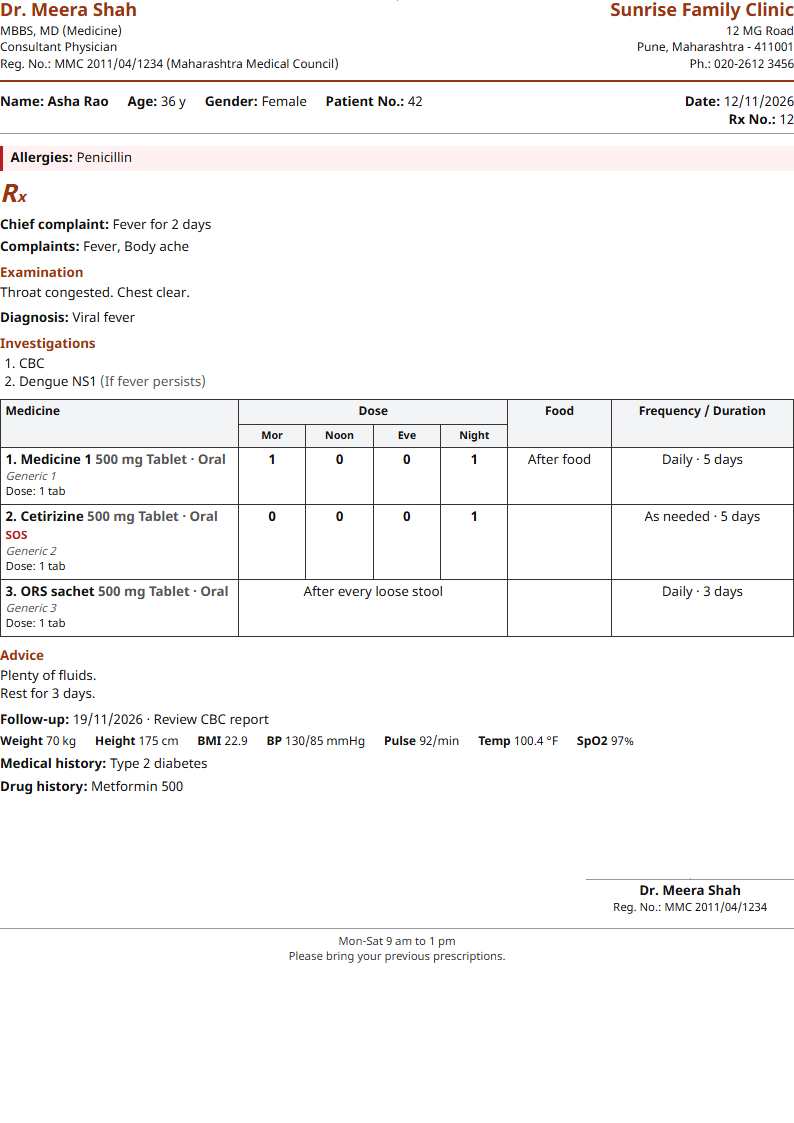 Dr. Meera Shah
MBBS, MD (Medicine)
Consultant Physician
Reg. No.: MMC 2011/04/1234 (Maharashtra Medical Council)
Sunrise Family Clinic
12 MG Road
Pune, Maharashtra - 411001
Ph.: 020-2612 3456
Name: Asha Rao Age: 36 y Gender: Female Patient No.: 42
Date: 12/11/2026
Rx No.: 12
Allergies: Penicillin
Rx
Chief complaint: Fever for 2 days
Complaints: Fever, Body ache
Examination
Throat congested. Chest clear.
Diagnosis: Viral fever
Investigations
1. CBC
2. Dengue NS1 (If fever persists)
Medicine Dose Food Frequency / Duration
Mor Noon Eve Night
1. Medicine 1 500 mg Tablet · Oral 1 0 0 1 After food Daily · 5 days
Generic 1
Dose: 1 tab
2. Cetirizine 500 mg Tablet · Oral 0 0 0 1 As needed · 5 days
SOS
Generic 2
Dose: 1 tab
3. ORS sachet 500 mg Tablet · Oral After every loose stool Daily · 3 days
Generic 3
Dose: 1 tab
Advice
Plenty of fluids.
Rest for 3 days.
Follow-up: 19/11/2026 · Review CBC report
Weight 70 kg Height 175 cm BMI 22.9 BP 130/85 mmHg Pulse 92/min Temp 100.4 °F SpO2 97%
Medical history: Type 2 diabetes
Drug history: Metformin 500
Dr. Meera Shah
Reg. No.: MMC 2011/04/1234
Mon-Sat 9 am to 1 pm
Please bring your previous prescriptions.